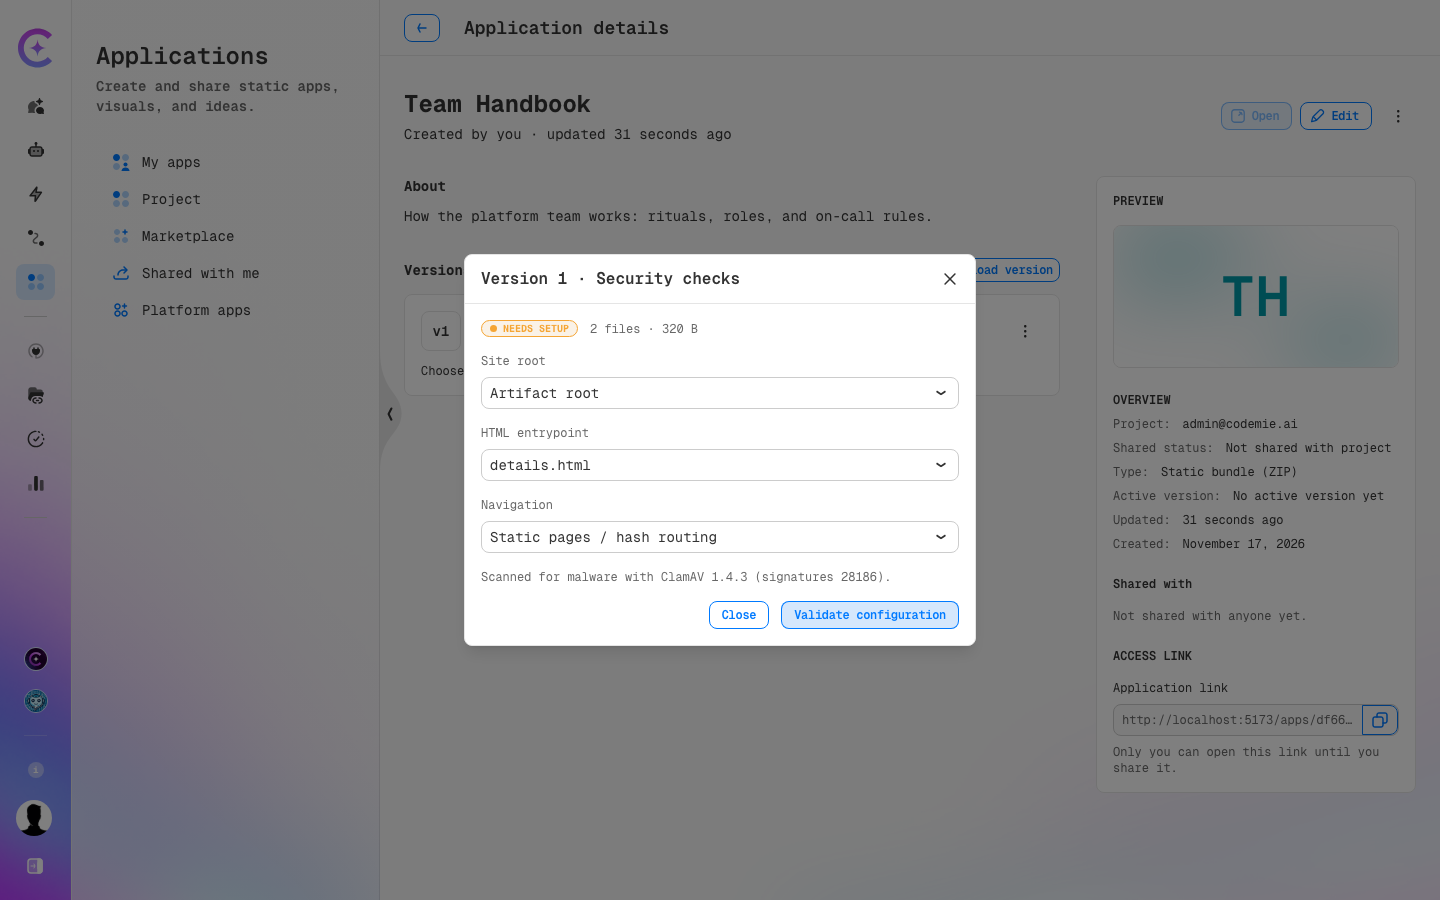 Applications
Create and share static apps,
visuals, and ideas.
My apps
Project
Marketplace
Shared with me
Platform apps
Application details
Team Handbook
Created by you · updated 31 seconds ago
Open
Edit
About
How the platform team works: rituals, roles, and on-call rules.
Version
oad version
v1
Choose
Version 1 · Security checks
NEEDS SETUP
2 files · 320 B
Site root
Artifact root
HTML entrypoint
details.html
Navigation
Static pages / hash routing
Scanned for malware with ClamAV 1.4.3 (signatures 28186).
Close
Validate configuration
PREVIEW
TH
OVERVIEW
Project: admin@codemie.ai
Shared status: Not shared with project
Type: Static bundle (ZIP)
Active version: No active version yet
Updated: 31 seconds ago
Created: November 17, 2026
Shared with
Not shared with anyone yet.
ACCESS LINK
Application link
http://localhost:5173/apps/df66…
Only you can open this link until you
share it.